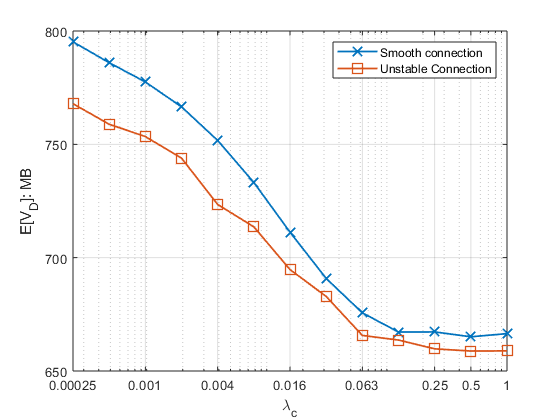 800
750
700
650
E[V_D]: MB
Smooth connection
Unstable Connection
0.00025 0.001 0.004 0.016 0.063 0.25 0.5 1
λ_c